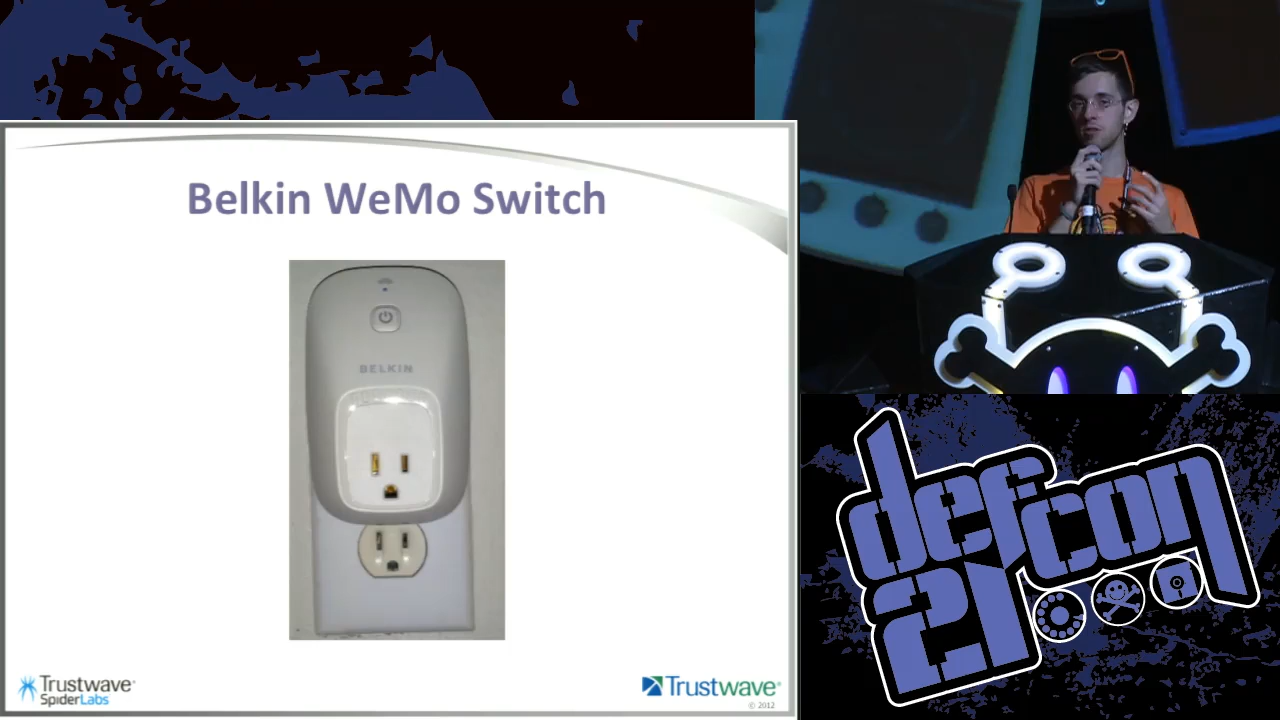 Belkin WeMo Switch
BELKIN
Trustwave®
SpiderLabs
Trustwave®
© 2012
defcon
21